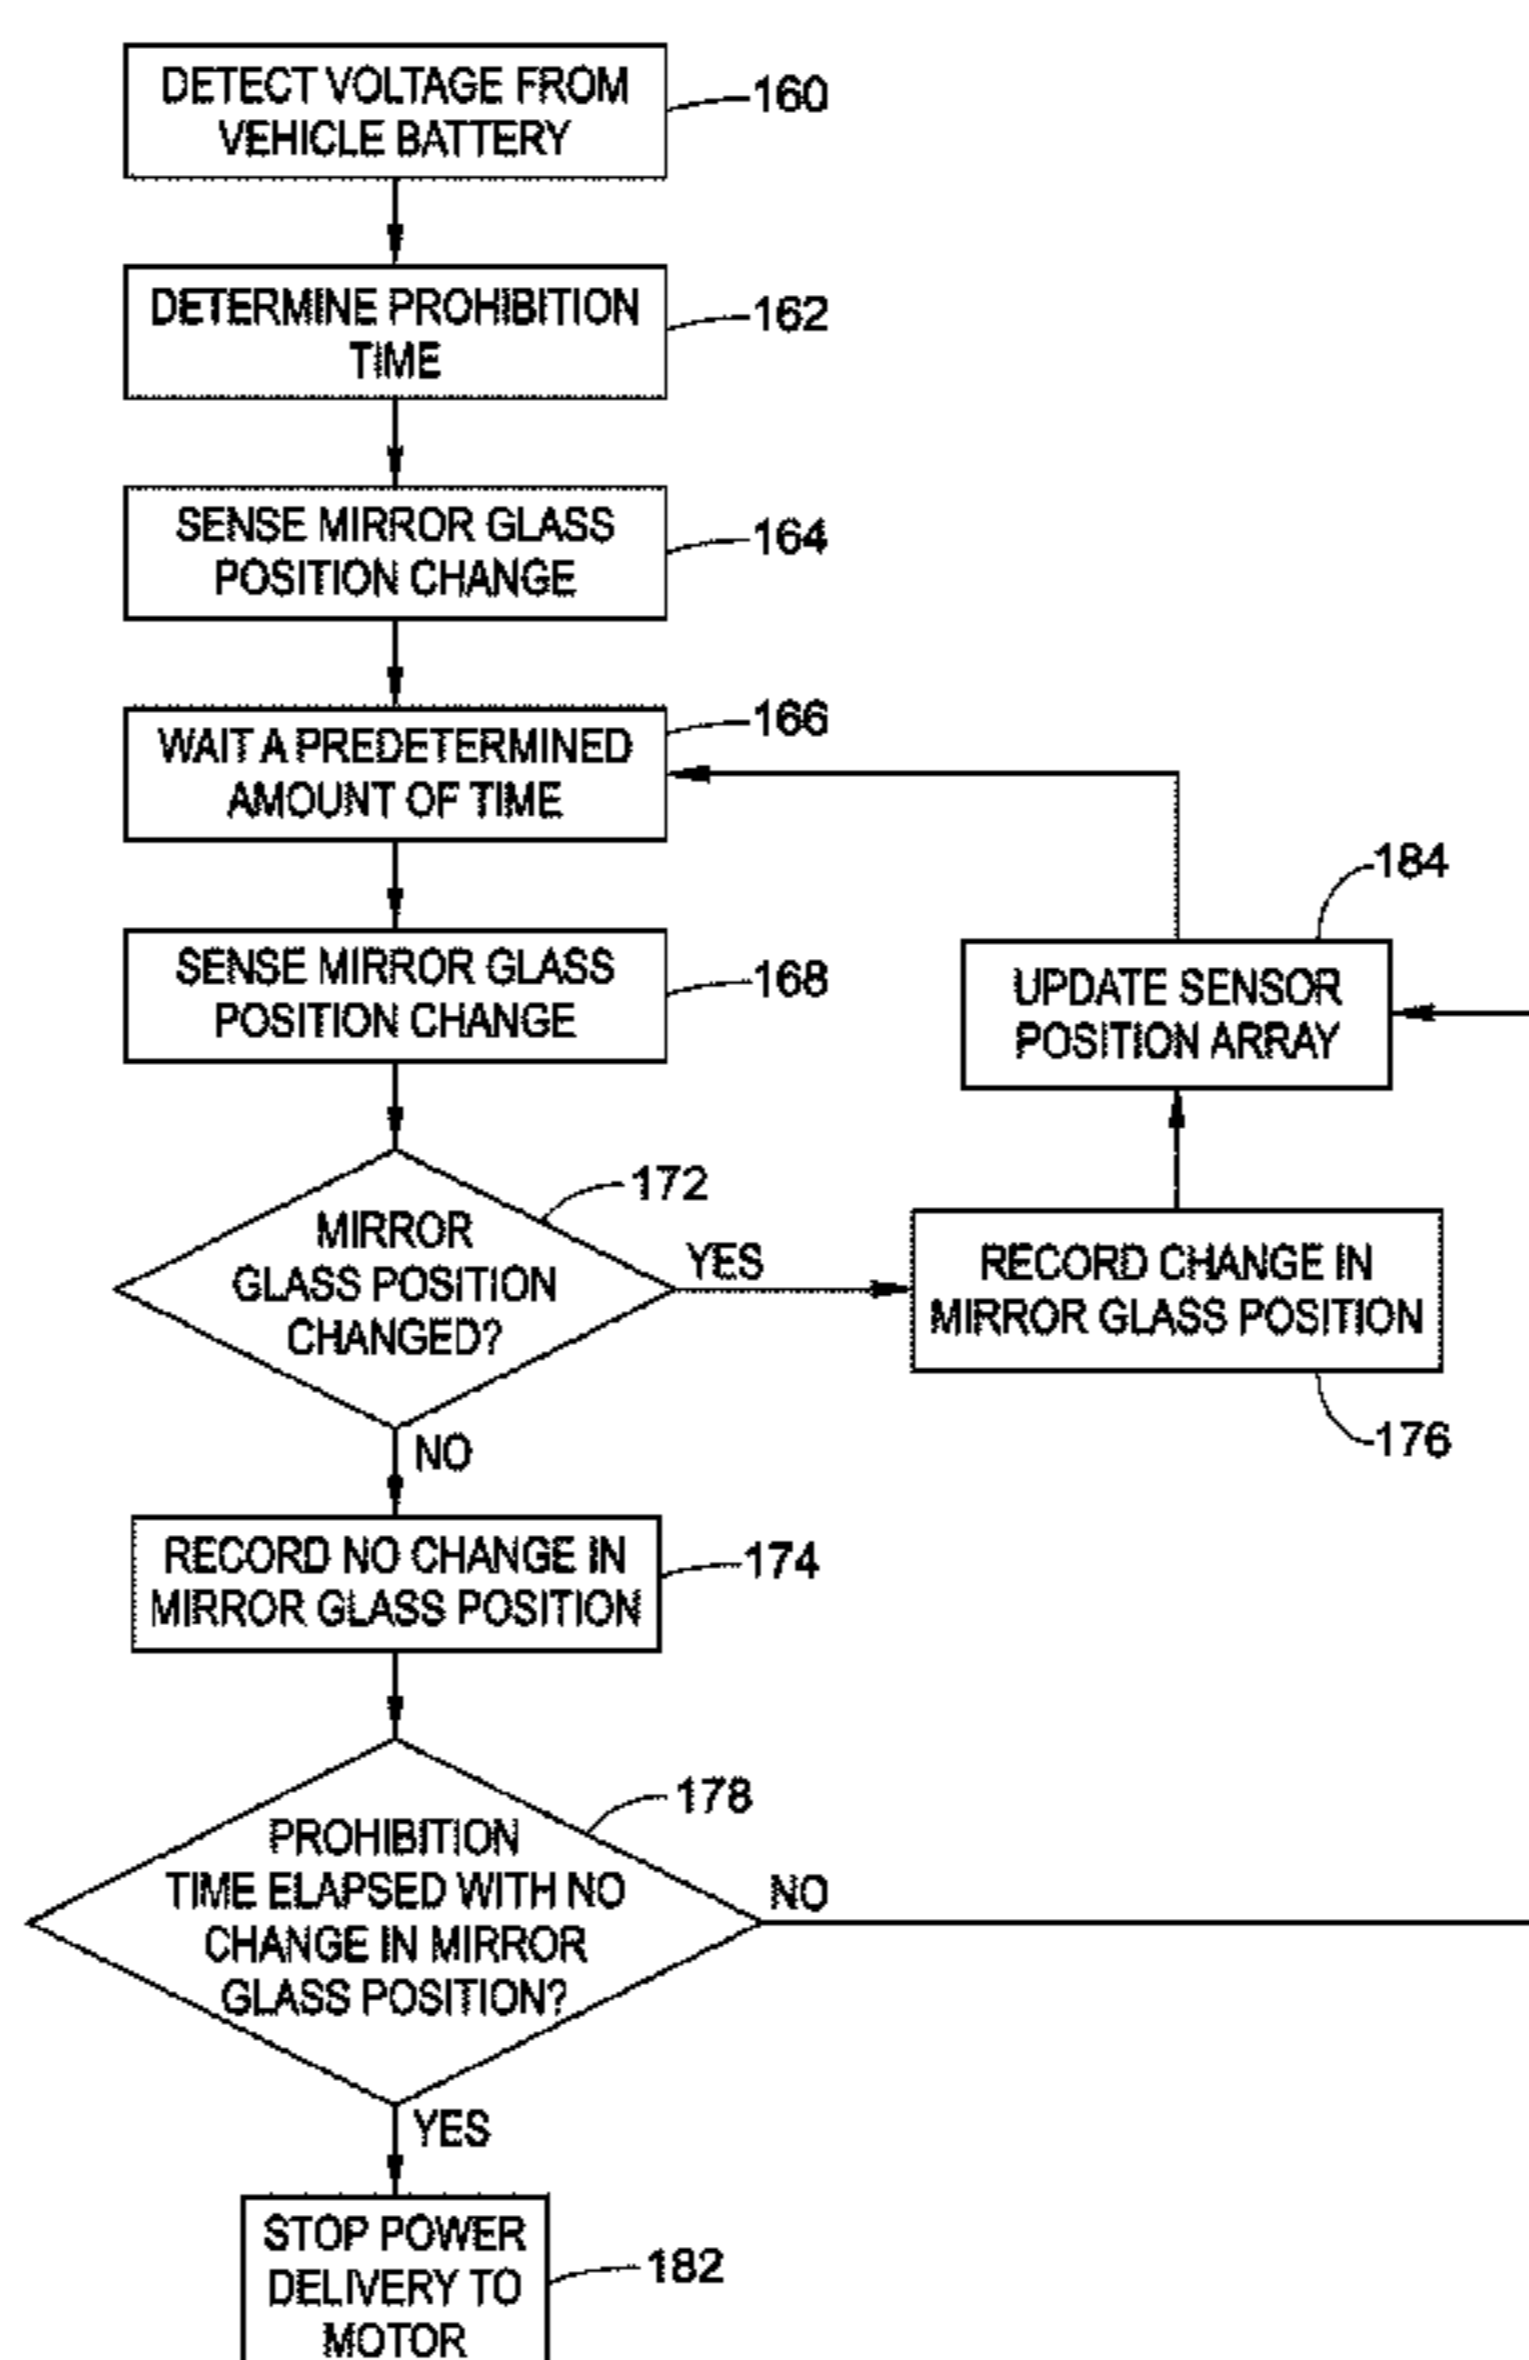 DETECT VOLTAGE FROM
VEHICLE BATTERY
160
DETERMINE PROHIBITION
TIME
162
SENSE MIRROR GLASS
POSITION CHANGE
164
WAIT A PREDETERMINED
AMOUNT OF TIME
166
SENSE MIRROR GLASS
POSITION CHANGE
168
184
UPDATE SENSOR
POSITION ARRAY
172
MIRROR
GLASS POSITION
CHANGED?
YES
RECORD CHANGE IN
MIRROR GLASS POSITION
176
NO
RECORD NO CHANGE IN
MIRROR GLASS POSITION
174
178
PROHIBITION
TIME ELAPSED WITH NO
CHANGE IN MIRROR
GLASS POSITION?
NO
YES
STOP POWER
DELIVERY TO
MOTOR
182